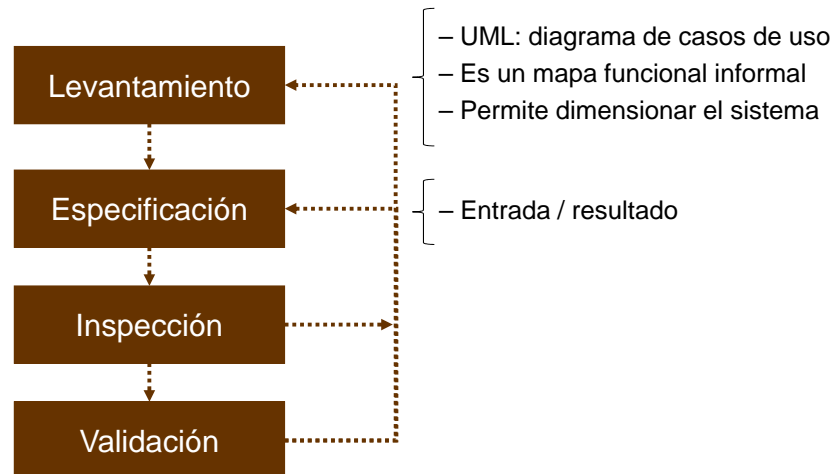 Levantamiento
– UML: diagrama de casos de uso
– Es un mapa funcional informal
– Permite dimensionar el sistema
Especificación
– Entrada / resultado
Inspección
Validación